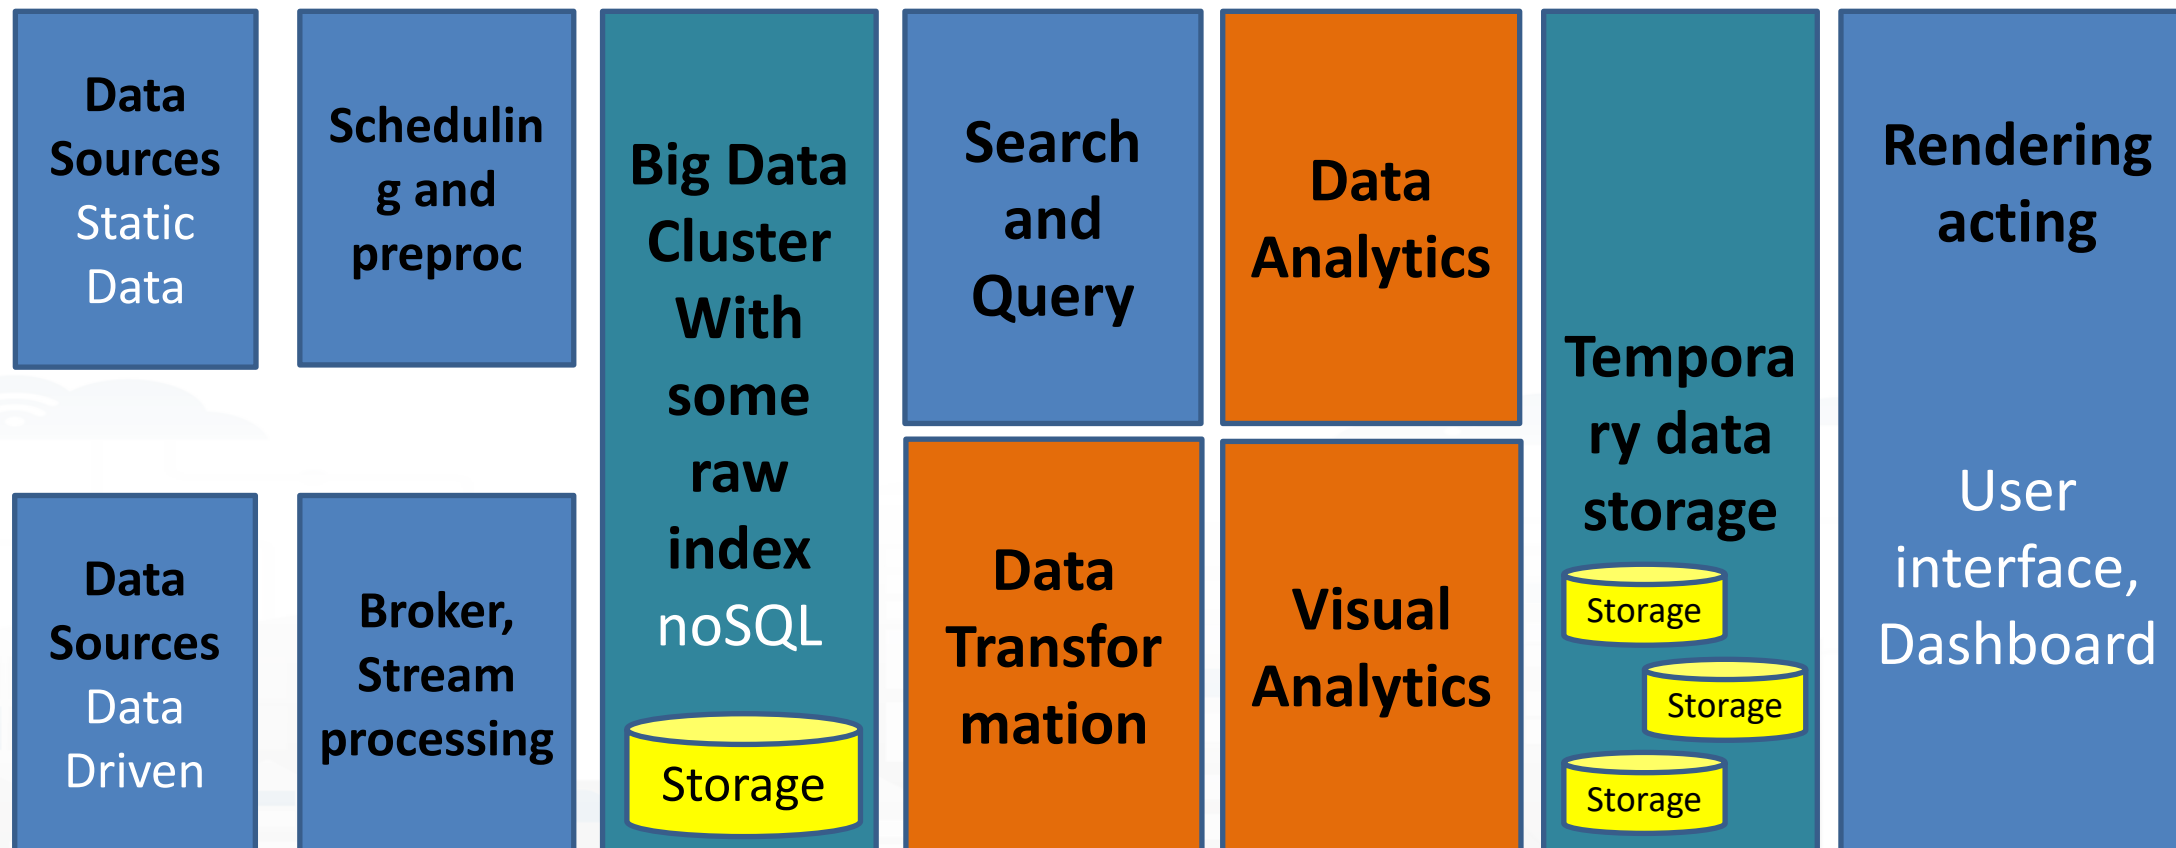 Data
Sources
Static
Data
Schedulin
g and
preproc
Big Data
Cluster
With
some
raw
index
noSQL
Storage
Search
and
Query
Data
Analytics
Tempora
ry data
storage
Storage
Storage
Storage
Rendering
acting
User
interface,
Dashboard
Data
Sources
Data
Driven
Broker,
Stream
processing
Data
Transfor
mation
Visual
Analytics